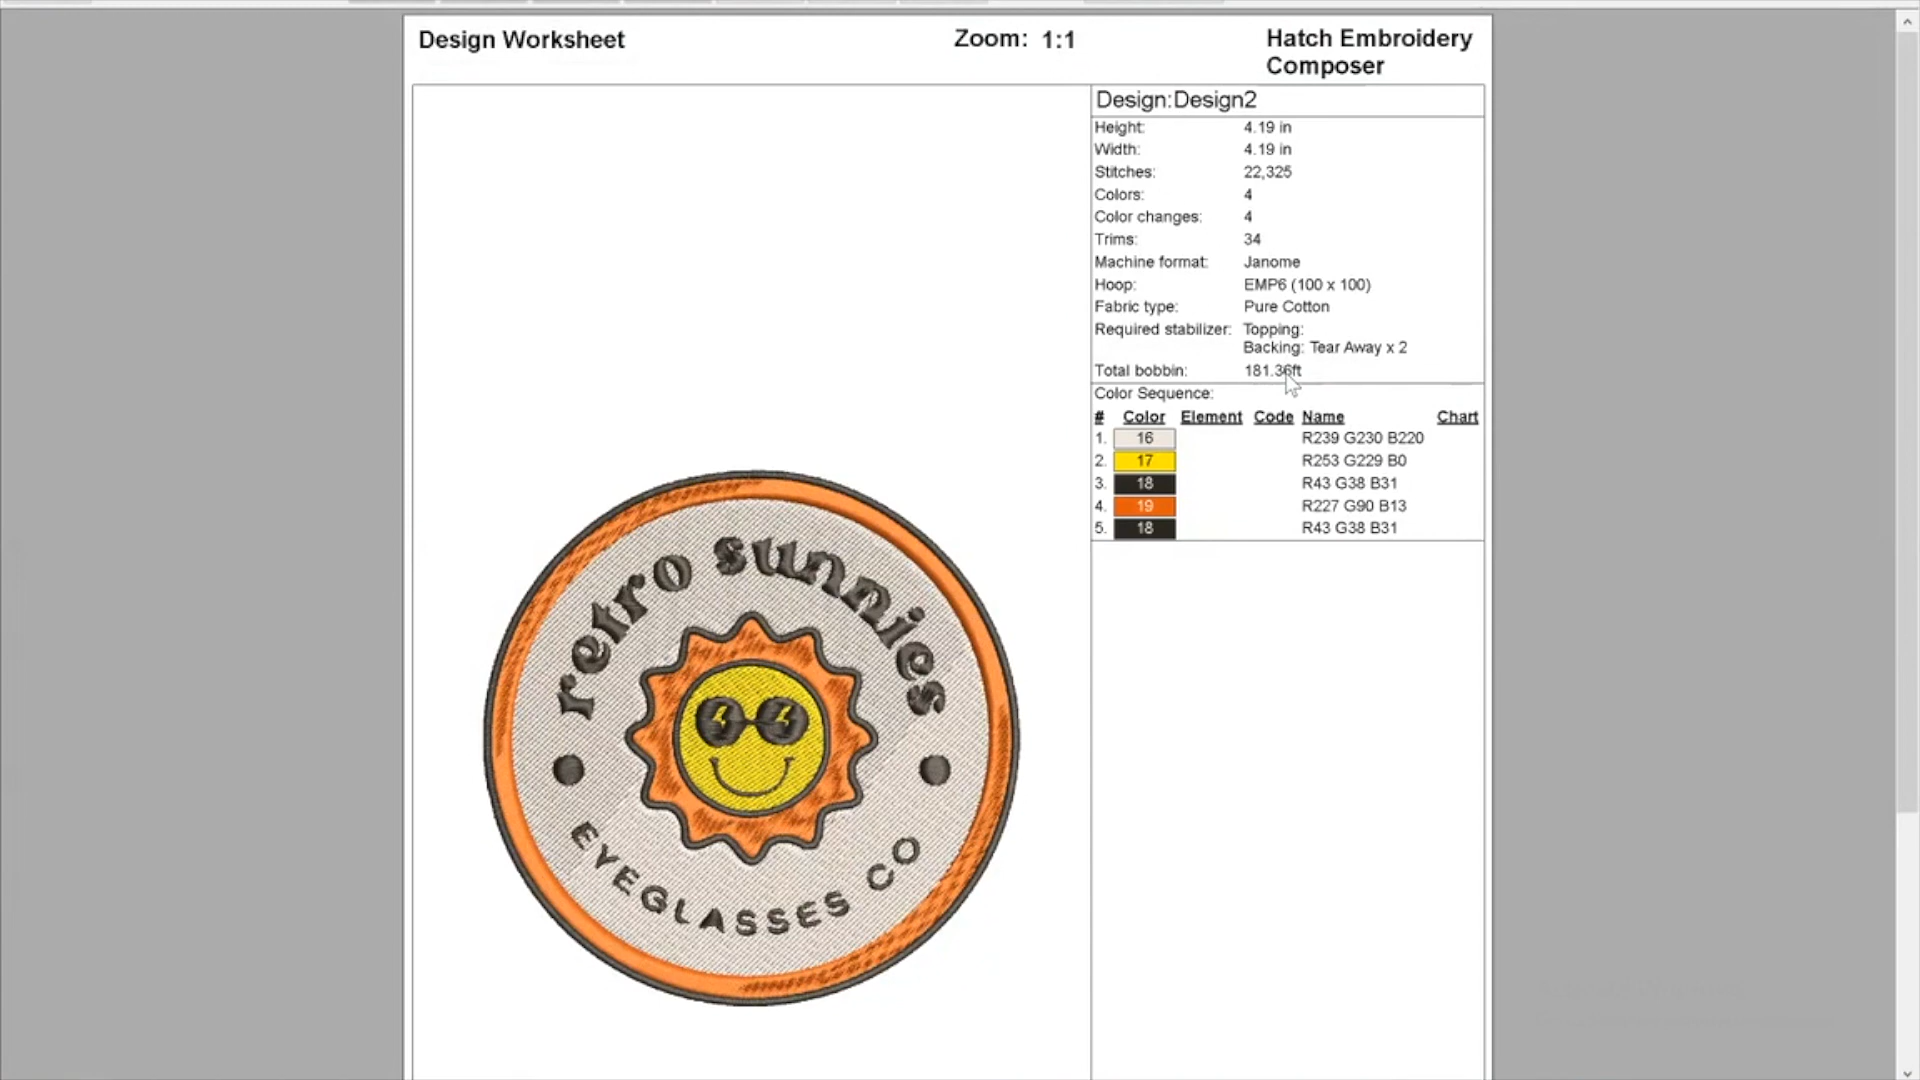 Design Worksheet
Zoom: 1:1
Hatch Embroidery
Composer
Design:Design2
Height: 4.19 in
Width: 4.19 in
Stitches: 22,325
Colors: 4
Color changes: 4
Trims: 34
Machine format: Janome
Hoop: EMP6 (100 x 100)
Fabric type: Pure Cotton
Required stabilizer: Topping:
Backing: Tear Away x 2
Total bobbin: 181.36ft
Color Sequence:
# Color Element Code Name Chart
1. 16 R239 G230 B220
2. 17 R253 G229 B0
3. 18 R43 G38 B31
4. 19 R227 G90 B13
5. 18 R43 G38 B31
retro sunnies
EYEGLASSES CO